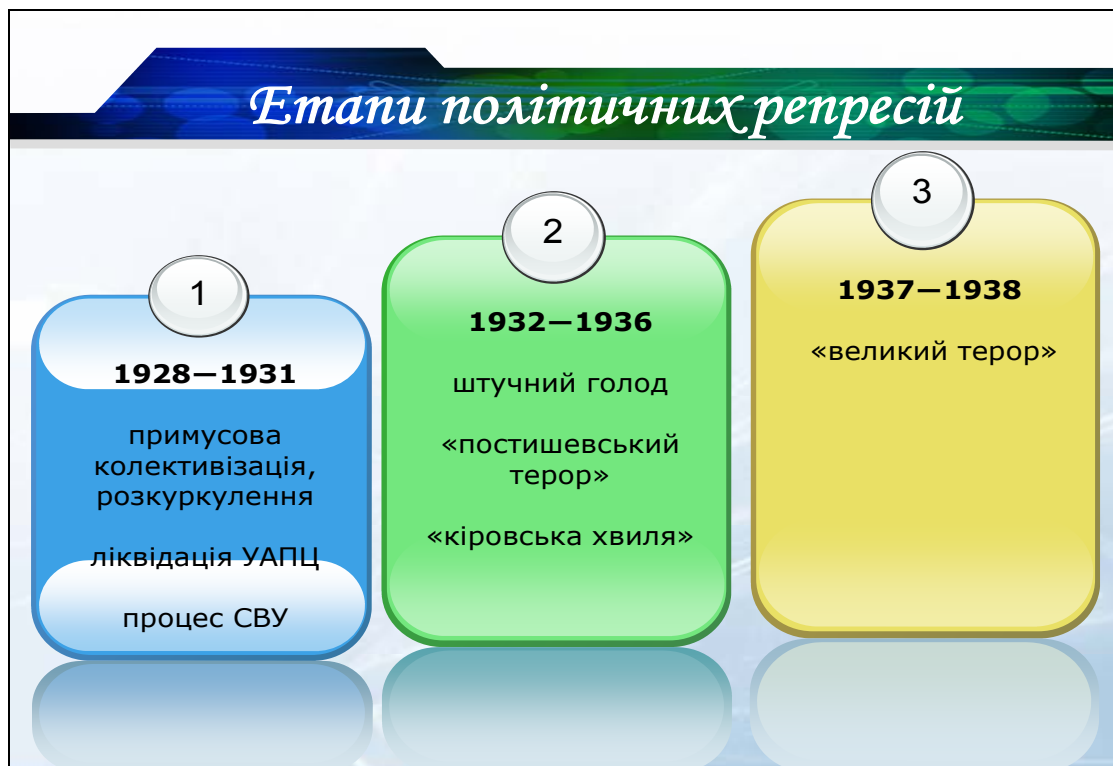 Етапи політичних репресій
1
1928—1931
примусова
колективізація,
розкуркулення
ліквідація УАПЦ
процес СВУ
2
1932—1936
штучний голод
«постишевський
терор»
«кіровська хвиля»
3
1937—1938
«великий терор»